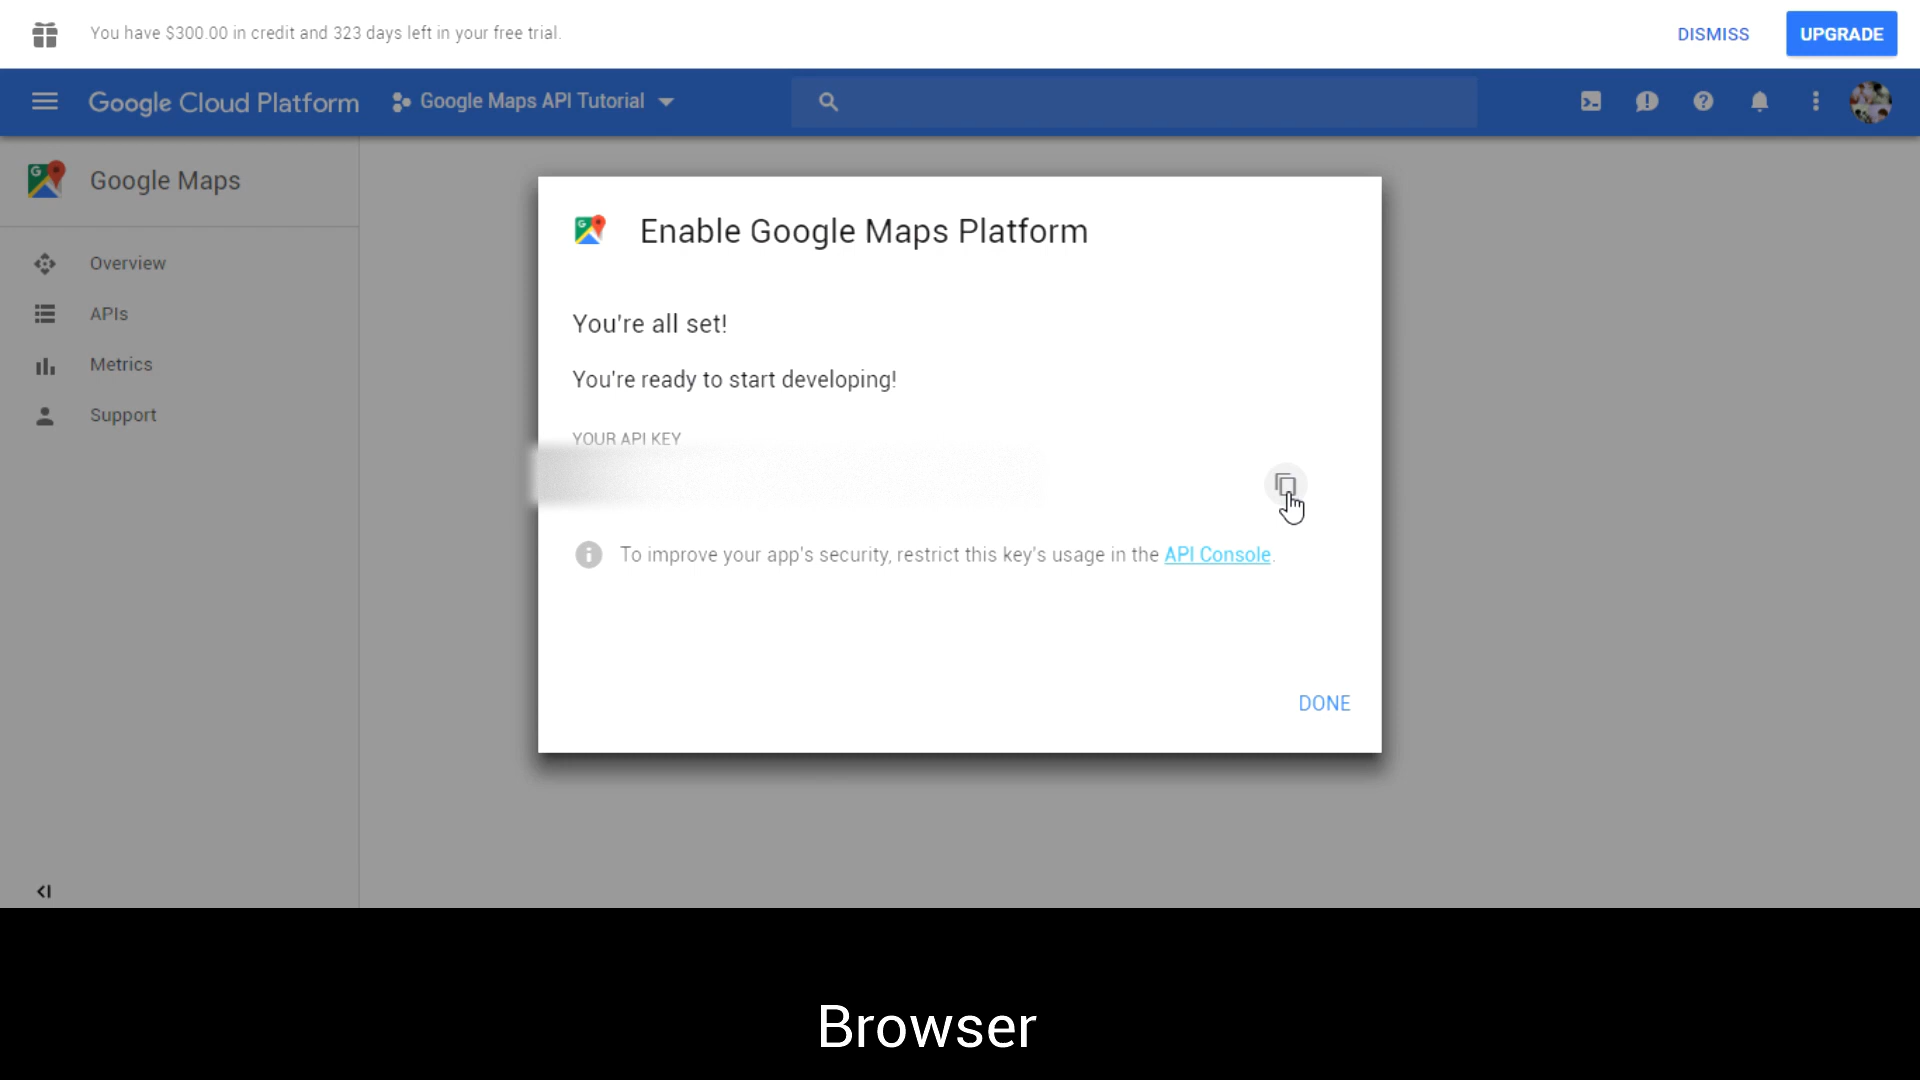 You have $300.00 in credit and 323 days left in your free trial.
DISMISS
UPGRADE
Google Cloud Platform
Google Maps API Tutorial
Google Maps
Overview
APIs
Metrics
Support
Enable Google Maps Platform
You're all set!
You're ready to start developing!
YOUR API KEY
To improve your app's security, restrict this key's usage in the API Console.
DONE
Browser